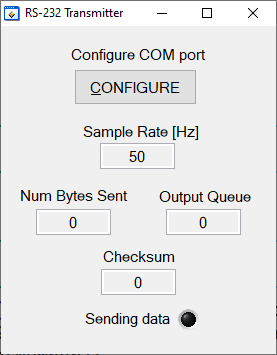 RS-232 Transmitter
Configure COM port
CONFIGURE
Sample Rate [Hz]
50
Num Bytes Sent
Output Queue
0
0
Checksum
0
Sending data